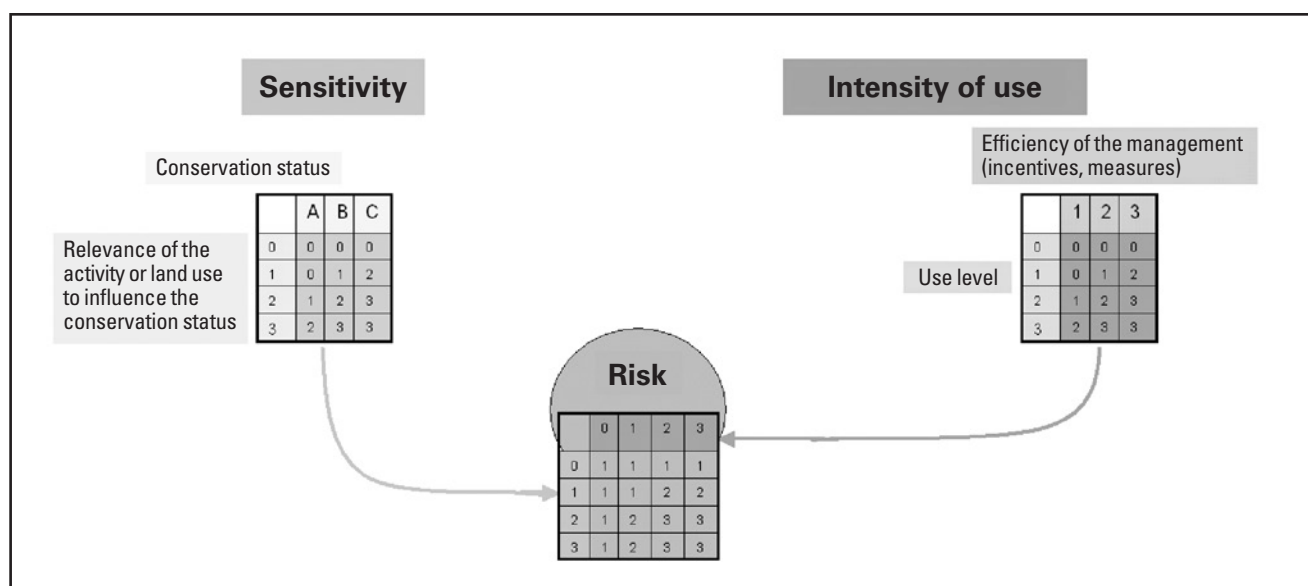 Sensitivity
Intensity of use
Conservation status
Efficiency of the management
(incentives, measures)
A B C
0 0 0 0
1 0 1 2
2 1 2 3
3 2 3 3
Relevance of the
activity or land use
to influence the
conservation status
1 2 3
0 0 0 0
1 0 1 2
2 1 2 3
3 2 3 3
Use level
Risk
0 1 2 3
0 1 1 1 1
1 1 1 2 2
2 1 2 3 3
3 1 2 3 3